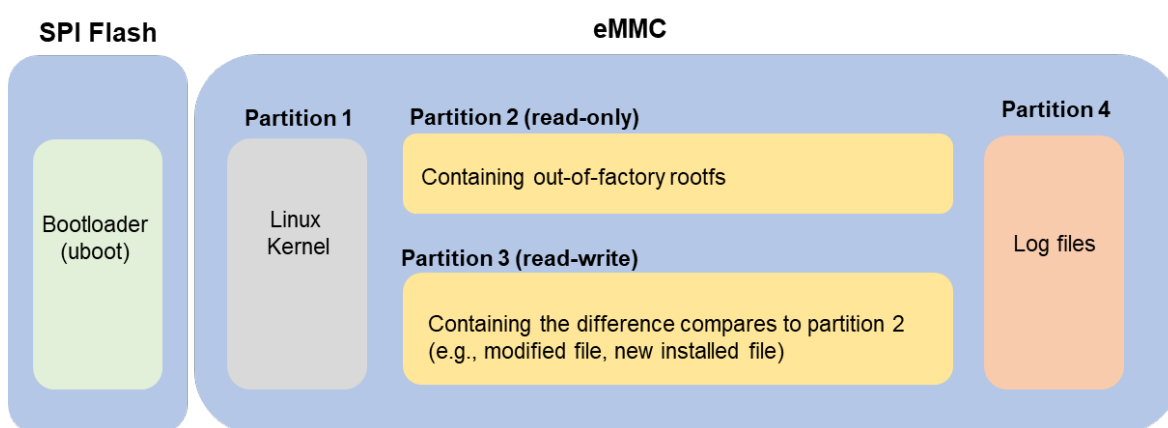 SPI Flash
eMMC
Bootloader
(uboot)
Partition 1
Linux
Kernel
Partition 2 (read-only)
Containing out-of-factory rootfs
Partition 3 (read-write)
Containing the difference compares to partition 2
(e.g., modified file, new installed file)
Partition 4
Log files